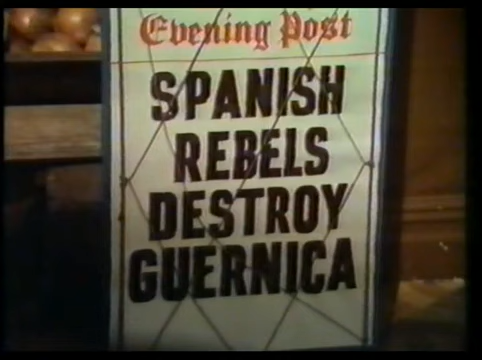 Evening Post
SPANISH
REBELS
DESTROY
GUERNICA